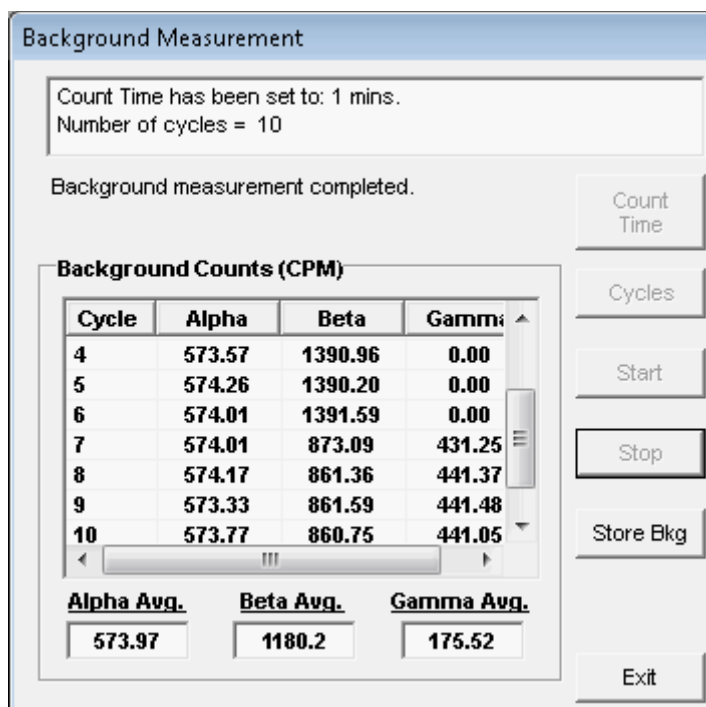 Background Measurement
Count Time has been set to: 1 mins.
Number of cycles = 10
Background measurement completed.
Count
Time
Cycles
Start
Stop
Store Bkg
Exit
Background Counts (CPM)
Cycle Alpha Beta Gamma
4 573.57 1390.96 0.00
5 574.26 1390.20 0.00
6 574.01 1391.59 0.00
7 574.01 873.09 431.25
8 574.17 861.36 441.37
9 573.33 861.59 441.48
10 573.77 860.75 441.05
Alpha Avg. Beta Avg. Gamma Avg.
573.97 1180.2 175.52